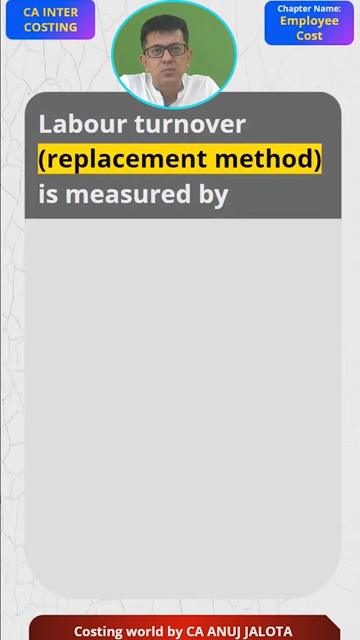 CA INTER
COSTING
Chapter Name:
Employee
Cost
Labour turnover
(replacement method)
is measured by
Costing world by CA ANUJ JALOTA